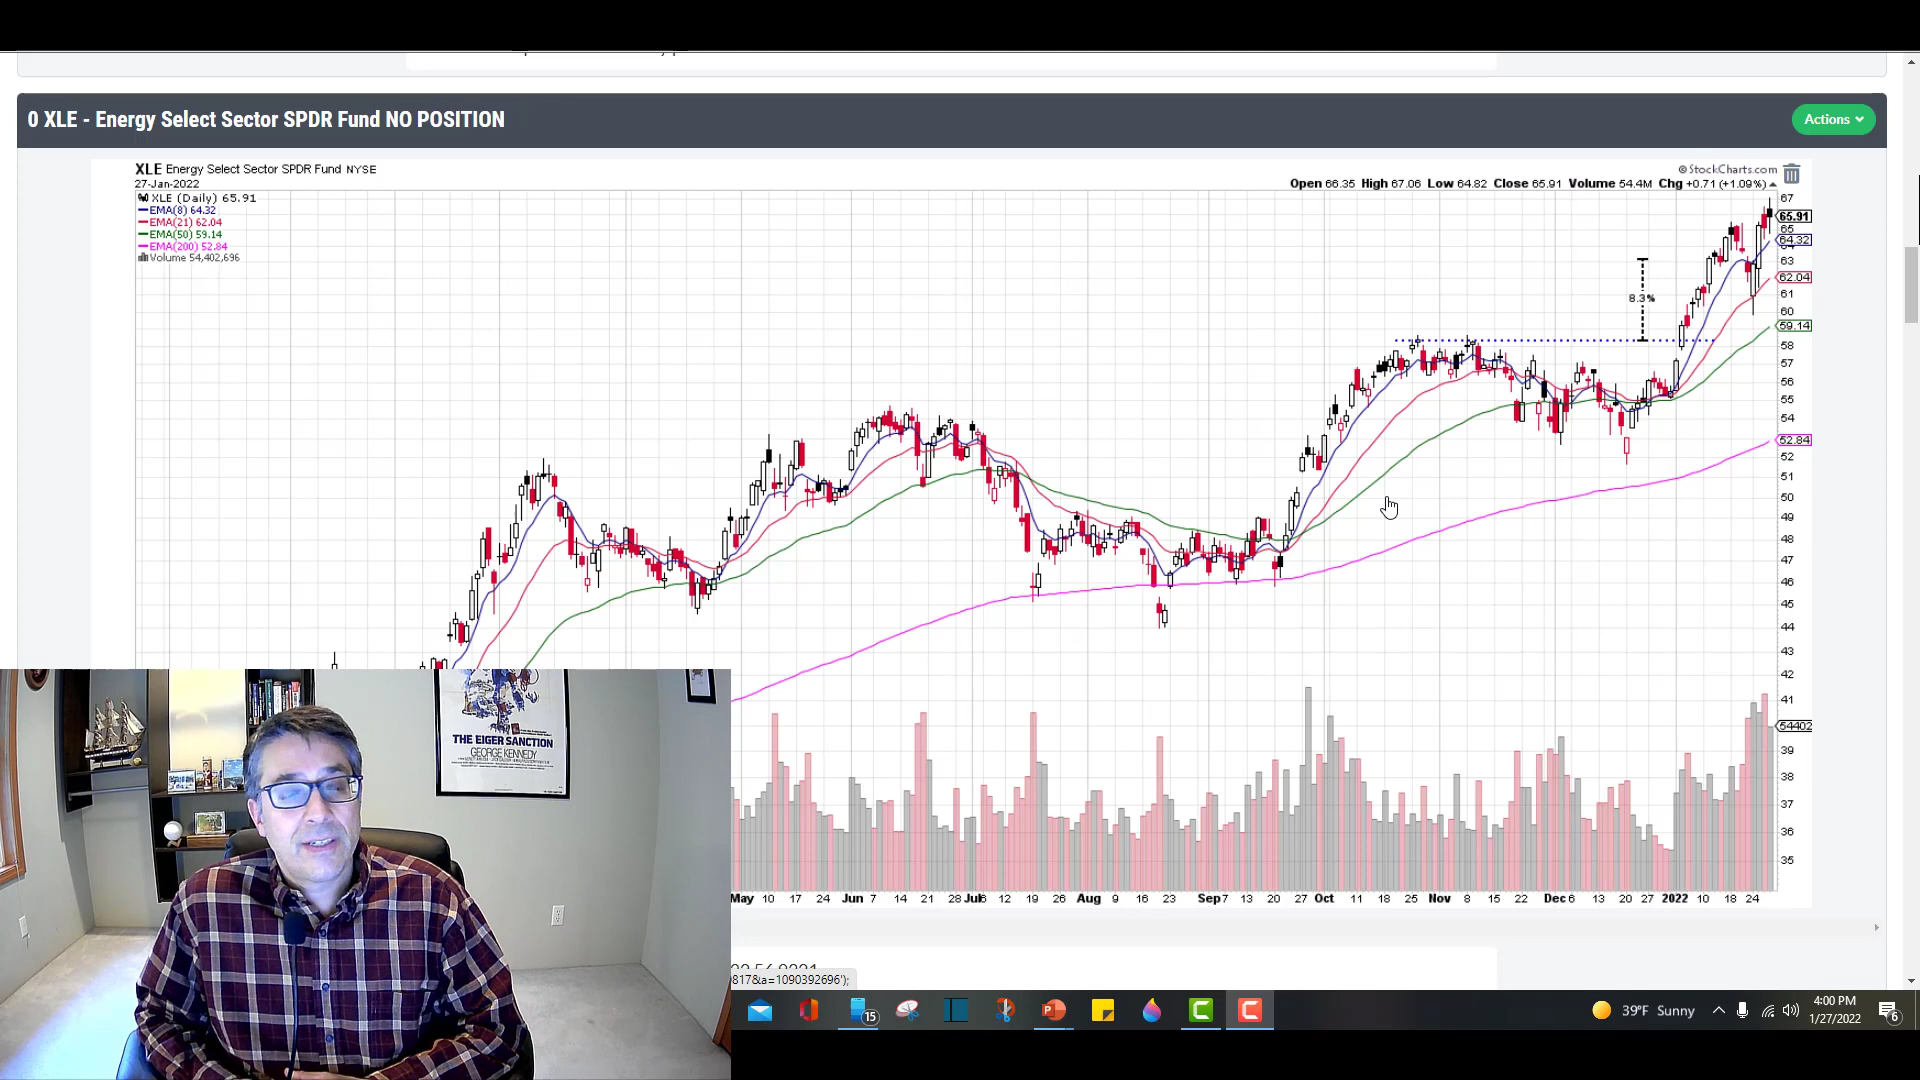 0 XLE - Energy Select Sector SPDR Fund NO POSITION
Actions
XLE Energy Select Sector SPDR Fund NYSE
© StockCharts.com
27-Jan-2022
Open 66.35 High 67.06 Low 64.82 Close 65.91 Volume 54.4M Chg +0.71 (+1.09%)
XLE (Daily) 65.91
EMA(8) 64.32
EMA(21) 62.04
EMA(50) 59.14
EMA(200) 52.84
Volume 54,402,696
67
65.91
65
64.32
63
62.04
61
60
59.14
58
57
56
55
54
52.84
52
51
50
49
48
47
46
45
44
43
42
41
54402
39
38
37
36
35
8.3%
May 10 17 24 Jun 7 14 21 28 Jul 6 19 26 Aug 9 16 23 Sep 7 13 20 27 Oct 11 18 25 Nov 8 15 22 Dec 6 13 20 27 2022 10 18 24
THE EIGER SANCTION
GEORGE KENNEDY
9817&a=1090392696');
15
39°F Sunny
4:00 PM
1/27/2022
6